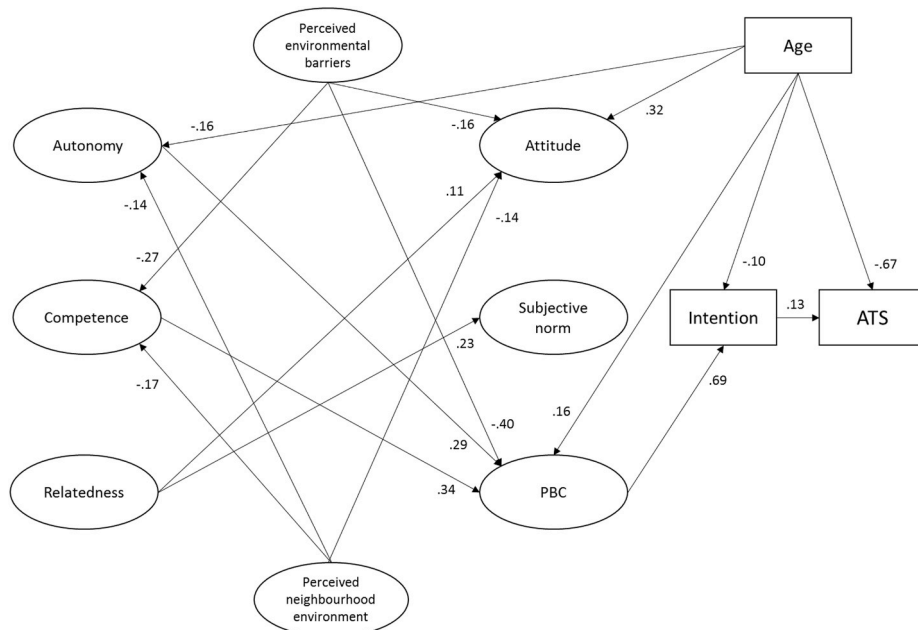 Perceived
environmental
barriers
Age
-.16
-.16
.32
Autonomy
Attitude
-.14
.11
-.14
-.27
-.10
-.67
Competence
Subjective
norm
Intention
.13
ATS
.23
-.17
.69
-.40
.16
.29
Relatedness
.34
PBC
Perceived
neighbourhood
environment